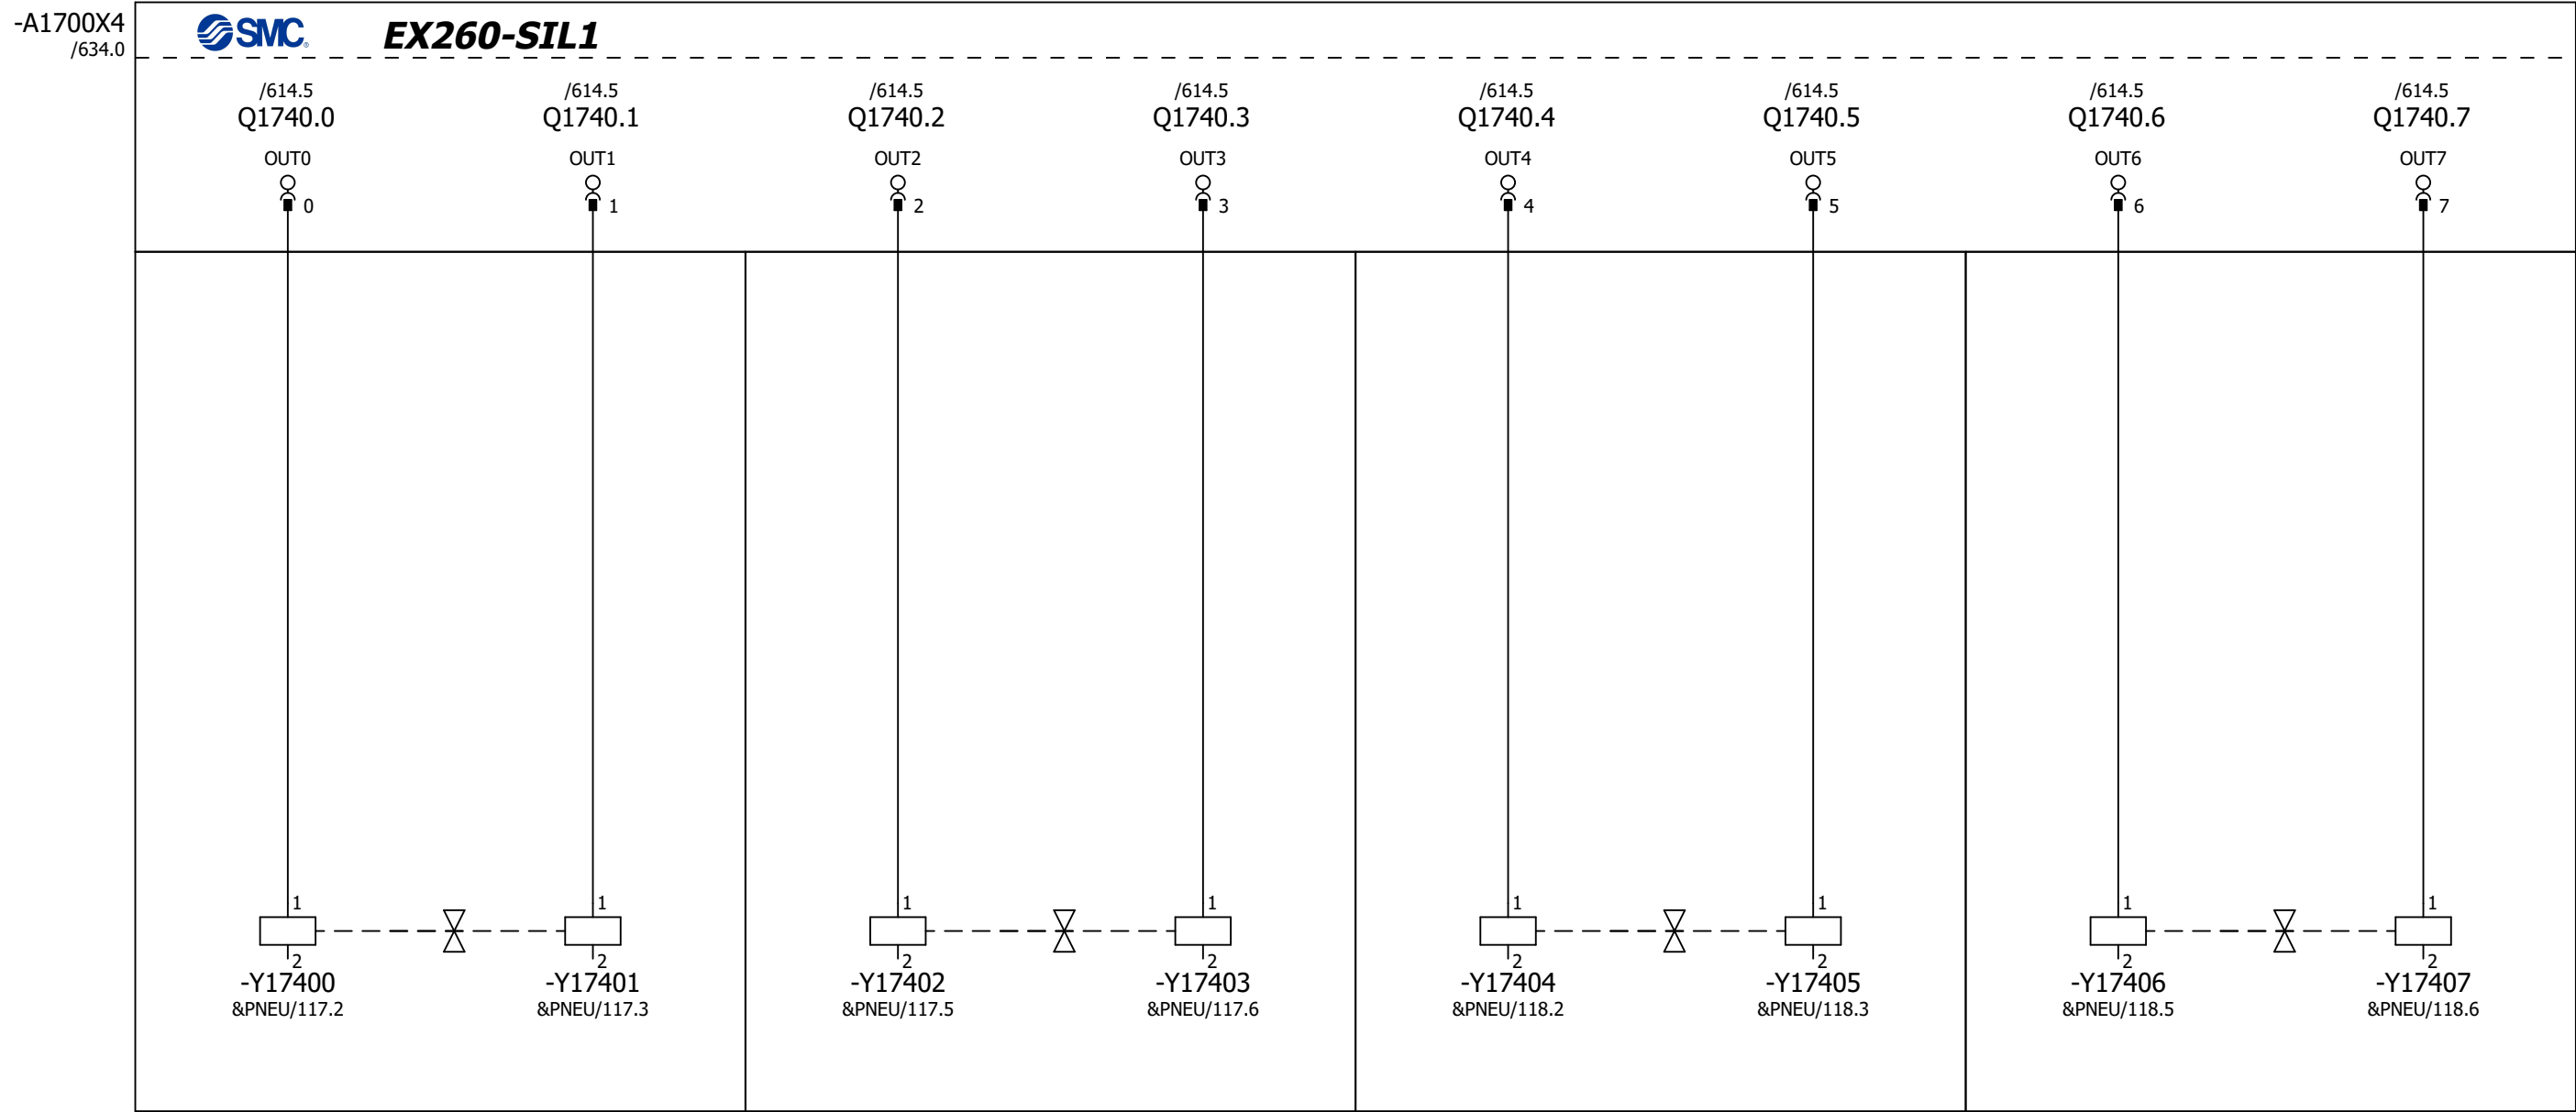 -A1700X4
/634.0
SMC
EX260-SIL1
/614.5 /614.5 /614.5 /614.5 /614.5 /614.5 /614.5 /614.5
Q1740.0 Q1740.1 Q1740.2 Q1740.3 Q1740.4 Q1740.5 Q1740.6 Q1740.7
OUT0 OUT1 OUT2 OUT3 OUT4 OUT5 OUT6 OUT7
0 1 2 3 4 5 6 7
1 1 1 1 1 1 1 1
2 2 2 2 2 2 2 2
-Y17400 -Y17401 -Y17402 -Y17403 -Y17404 -Y17405 -Y17406 -Y17407
&PNEU/117.2 &PNEU/117.3 &PNEU/117.5 &PNEU/117.6 &PNEU/118.2 &PNEU/118.3 &PNEU/118.5 &PNEU/118.6